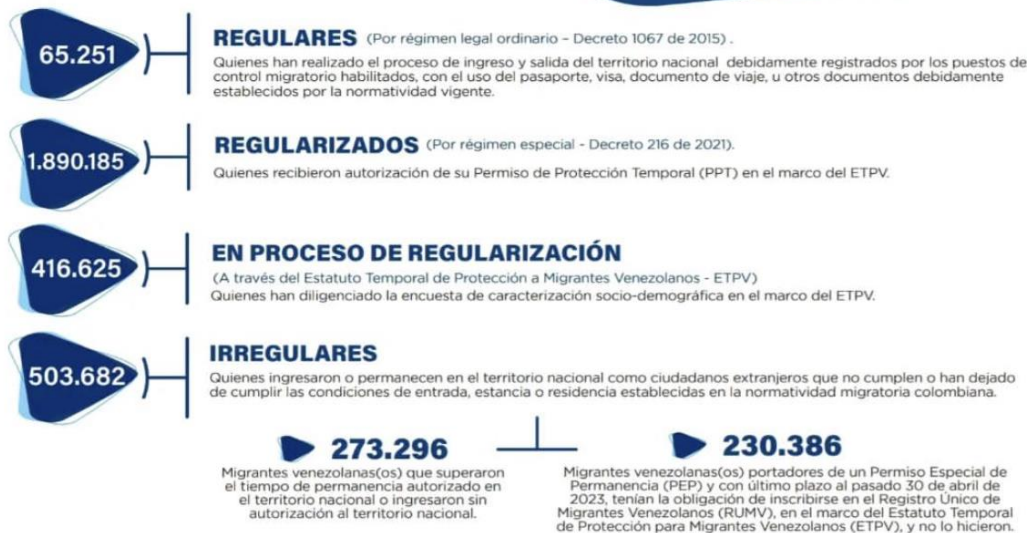 65.251
REGULARES (Por régimen legal ordinario – Decreto 1067 de 2015) .
Quienes han realizado el proceso de ingreso y salida del territorio nacional debidamente registrados por los puestos de
control migratorio habilitados, con el uso del pasaporte, visa, documento de viaje, u otros documentos debidamente
establecidos por la normatividad vigente.
1.890.185
REGULARIZADOS (Por régimen especial - Decreto 216 de 2021).
Quienes recibieron autorización de su Permiso de Protección Temporal (PPT) en el marco del ETPV.
416.625
EN PROCESO DE REGULARIZACIÓN
(A través del Estatuto Temporal de Protección a Migrantes Venezolanos - ETPV)
Quienes han diligenciado la encuesta de caracterización socio-demográfica en el marco del ETPV.
503.682
IRREGULARES
Quienes ingresaron o permanecen en el territorio nacional como ciudadanos extranjeros que no cumplen o han dejado
de cumplir las condiciones de entrada, estancia o residencia establecidas en la normatividad migratoria colombiana.
273.296
Migrantes venezolanas(os) que superaron
el tiempo de permanencia autorizado en
el territorio nacional o ingresaron sin
autorización al territorio nacional.
230.386
Migrantes venezolanas(os) portadores de un Permiso Especial de
Permanencia (PEP) y con último plazo al pasado 30 de abril de
2023, tenían la obligación de inscribirse en el Registro Único de
Migrantes Venezolanos (RUMV), en el marco del Estatuto Temporal
de Protección para Migrantes Venezolanos (ETPV), y no lo hicieron.